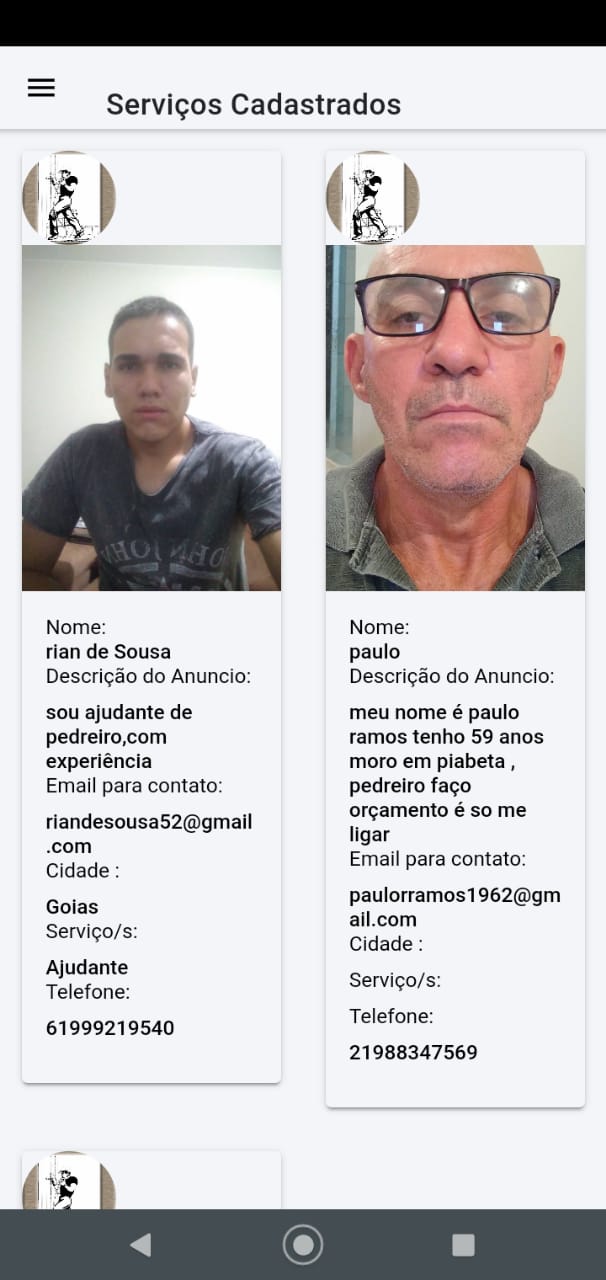 Serviços Cadastrados
Nome:
rian de Sousa
Descrição do Anuncio:
sou ajudante de
pedreiro,com
experiência
Email para contato:
riandesousa52@gmail
.com
Cidade :
Goias
Serviço/s:
Ajudante
Telefone:
61999219540
Nome:
paulo
Descrição do Anuncio:
meu nome é paulo
ramos tenho 59 anos
moro em piabeta ,
pedreiro faço
orçamento é so me
ligar
Email para contato:
paulorramos1962@gm
ail.com
Cidade :
Serviço/s:
Telefone:
21988347569